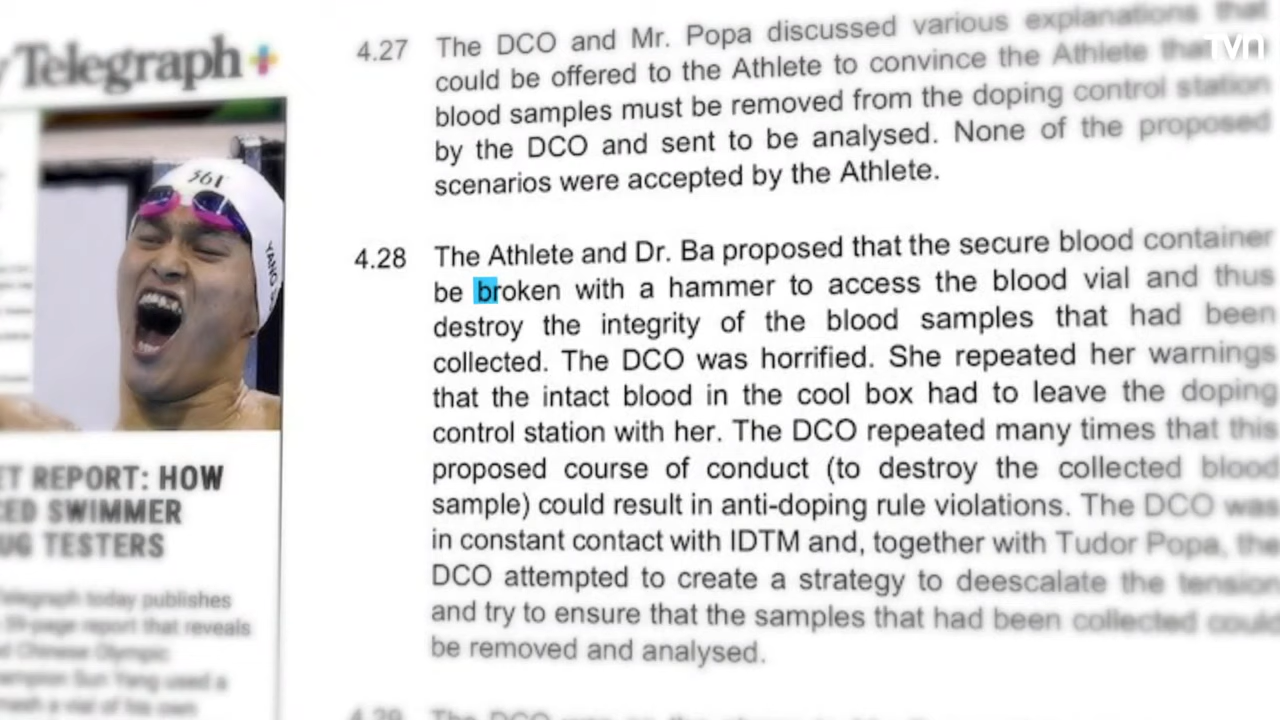 Telegraph+
361°
YANG
ET REPORT: HOW
ED SWIMMER
UG TESTERS
Telegraph today publishes
59-page report that reveals
Chinese Olympic
Sun Yang used a
a vial of his own
TVN
4.27 The DCO and Mr. Popa discussed various explanations that
could be offered to the Athlete to convince the Athlete that
blood samples must be removed from the doping control station
by the DCO and sent to be analysed. None of the proposed
scenarios were accepted by the Athlete.
4.28 The Athlete and Dr. Ba proposed that the secure blood container
be broken with a hammer to access the blood vial and thus
destroy the integrity of the blood samples that had been
collected. The DCO was horrified. She repeated her warnings
that the intact blood in the cool box had to leave the doping
control station with her. The DCO repeated many times that this
proposed course of conduct (to destroy the collected blood
sample) could result in anti-doping rule violations. The DCO was
in constant contact with IDTM and, together with Tudor Popa, the
DCO attempted to create a strategy to deescalate the tension
and try to ensure that the samples that had been collected could
be removed and analysed.
4.29 The DCO was